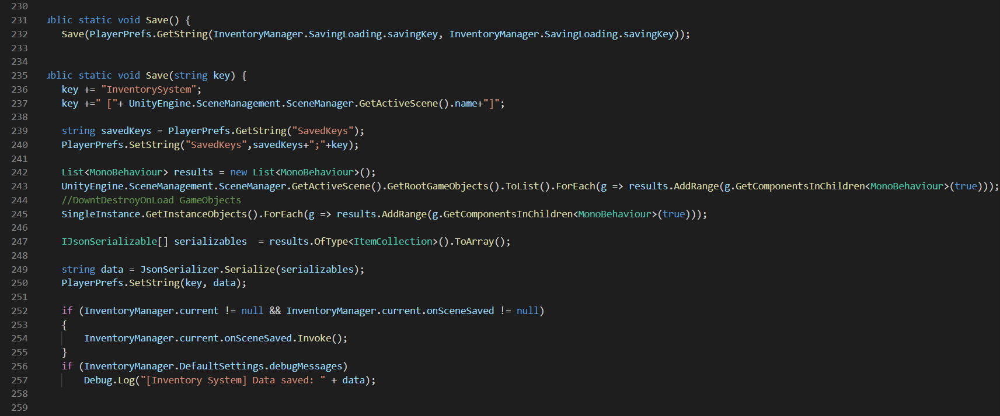 230
231 ublic static void Save() {
232 Save(PlayerPrefs.GetString(InventoryManager.SavingLoading.savingKey, InventoryManager.SavingLoading.savingKey));
233
234
235 ublic static void Save(string key) {
236 key += "InventorySystem";
237 key +=" ["+ UnityEngine.SceneManagement.SceneManager.GetActiveScene().name+"]";
238
239 string savedKeys = PlayerPrefs.GetString("SavedKeys");
240 PlayerPrefs.SetString("SavedKeys",savedKeys+";"+key);
241
242 List<MonoBehaviour> results = new List<MonoBehaviour>();
243 UnityEngine.SceneManagement.SceneManager.GetActiveScene().GetRootGameObjects().ToList().ForEach(g => results.AddRange(g.GetComponentsInChildren<MonoBehaviour>(true)));
244 //DowntDestroyOnLoad GameObjects
245 SingleInstance.GetInstanceObjects().ForEach(g => results.AddRange(g.GetComponentsInChildren<MonoBehaviour>(true)));
246
247 IJsonSerializable[] serializables  = results.OfType<ItemCollection>().ToArray();
248
249 string data = JsonSerializer.Serialize(serializables);
250 PlayerPrefs.SetString(key, data);
251
252 if (InventoryManager.current != null && InventoryManager.current.onSceneSaved != null)
253 {
254 InventoryManager.current.onSceneSaved.Invoke();
255 }
256 if (InventoryManager.DefaultSettings.debugMessages)
257 Debug.Log("[Inventory System] Data saved: " + data);
258
259